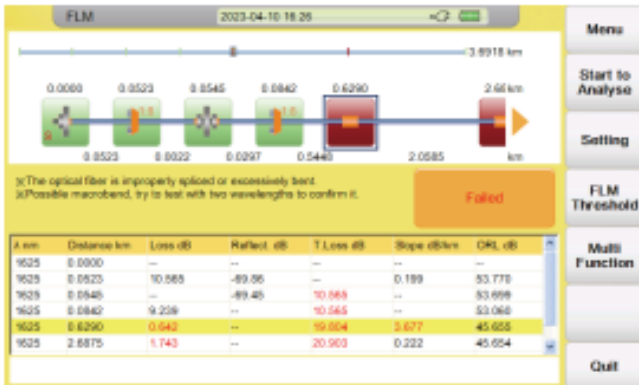 FLM 2023-04-10 16:26
3.6918 km
0.0000 0.0523 0.0545 0.0842 0.6290 2.68 km
1:8 1:8
0.0523 0.0022 0.0297 0.5448 2.0585 km
The optical fiber is improperly spliced or excessively bent.
Possible macrobend, try to test with two wavelengths to confirm it.
Failed
λ nm Distance km Loss dB Reflect. dB T.Loss dB Slope dB/km ORL dB
1625 0.0000 -- -- -- -- --
1625 0.0523 10.565 -69.86 -- 0.199 53.770
1625 0.0545 -- -69.45 10.565 -- 53.699
1625 0.0842 9.239 -- 10.565 -- 53.060
1625 0.6290 0.642 -- 19.804 3.677 45.655
1625 2.6875 1.743 -- 20.903 0.222 45.654
Menu
Start to
Analyse
Setting
FLM
Threshold
Multi
Function
Quit